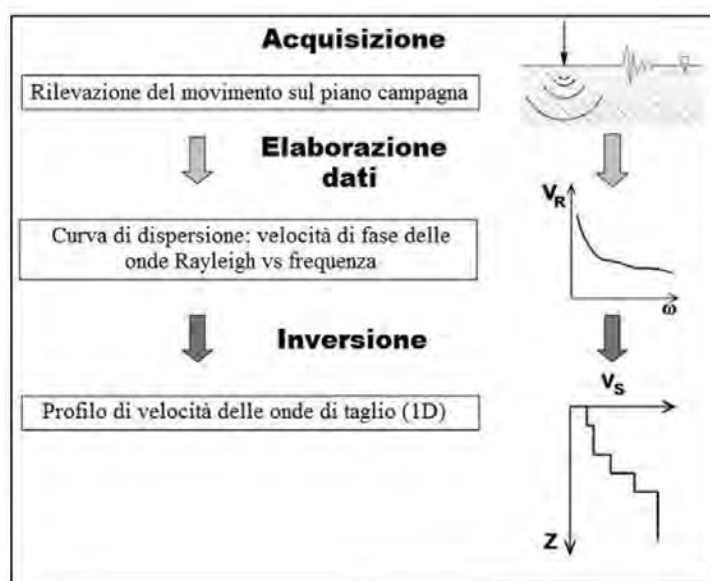 Acquisizione
Rilevazione del movimento sul piano campagna
Elaborazione
dati
V_R
Curva di dispersione: velocità di fase delle
onde Rayleigh vs frequenza
ω
Inversione
V_S
Profilo di velocità delle onde di taglio (1D)
Z